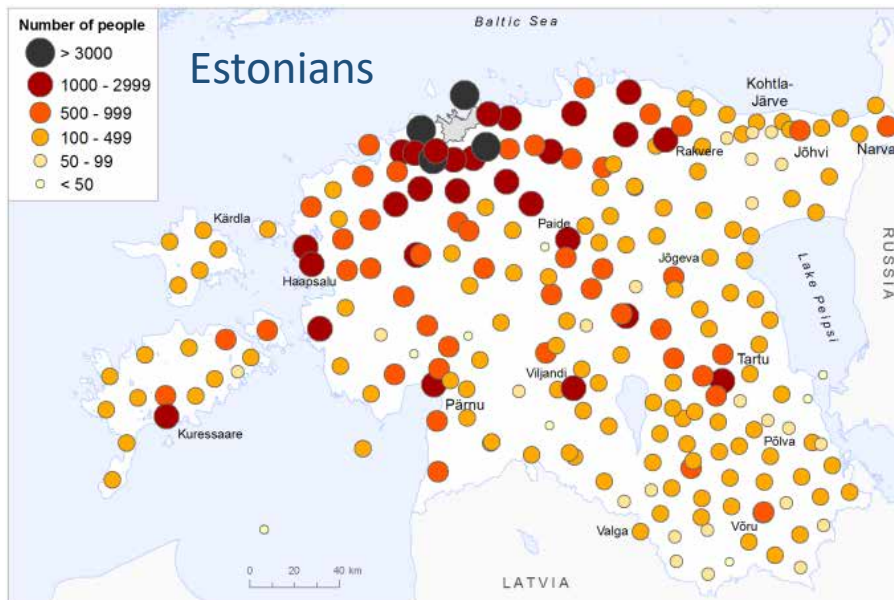 Number of people
> 3000
1000 - 2999
500 - 999
100 - 499
50 - 99
< 50
Estonians
Baltic Sea
Kohtla-
Järve
Rakvere
Jõhvi
Narva
Kärdla
Paide
Haapsalu
Jõgeva
Lake Peipsi
RUSSIA
Tartu
Viljandi
Pärnu
Kuressaare
Põlva
Valga
Võru
0 20 40 km
LATVIA